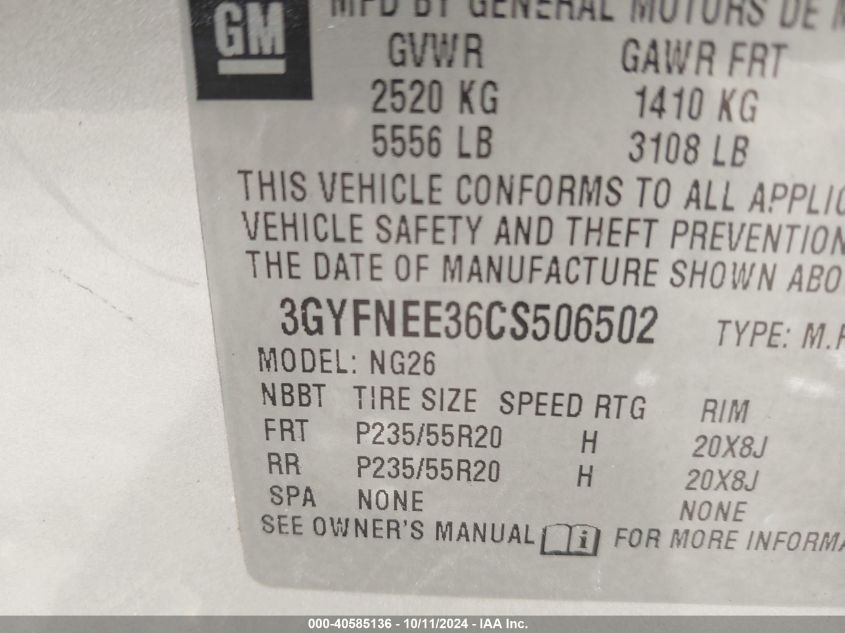 GM
MFD BY GENERAL MOTORS DE
GVWR GAWR FRT
2520 KG 1410 KG
5556 LB 3108 LB
THIS VEHICLE CONFORMS TO ALL
VEHICLE SAFETY AND THEFT PREVENTION
THE DATE OF MANUFACTURE SHOWN
3GYFNEE36CS506502 TYPE:
MODEL: NG26
NBBT TIRE SIZE SPEED RTG RIM
FRT P235/55R20 H 20X8J
RR P235/55R20 H 20X8J
SPA NONE NONE
SEE OWNER'S MANUAL FOR MORE
000-40585136 - 10/11/2024 - IAA Inc.